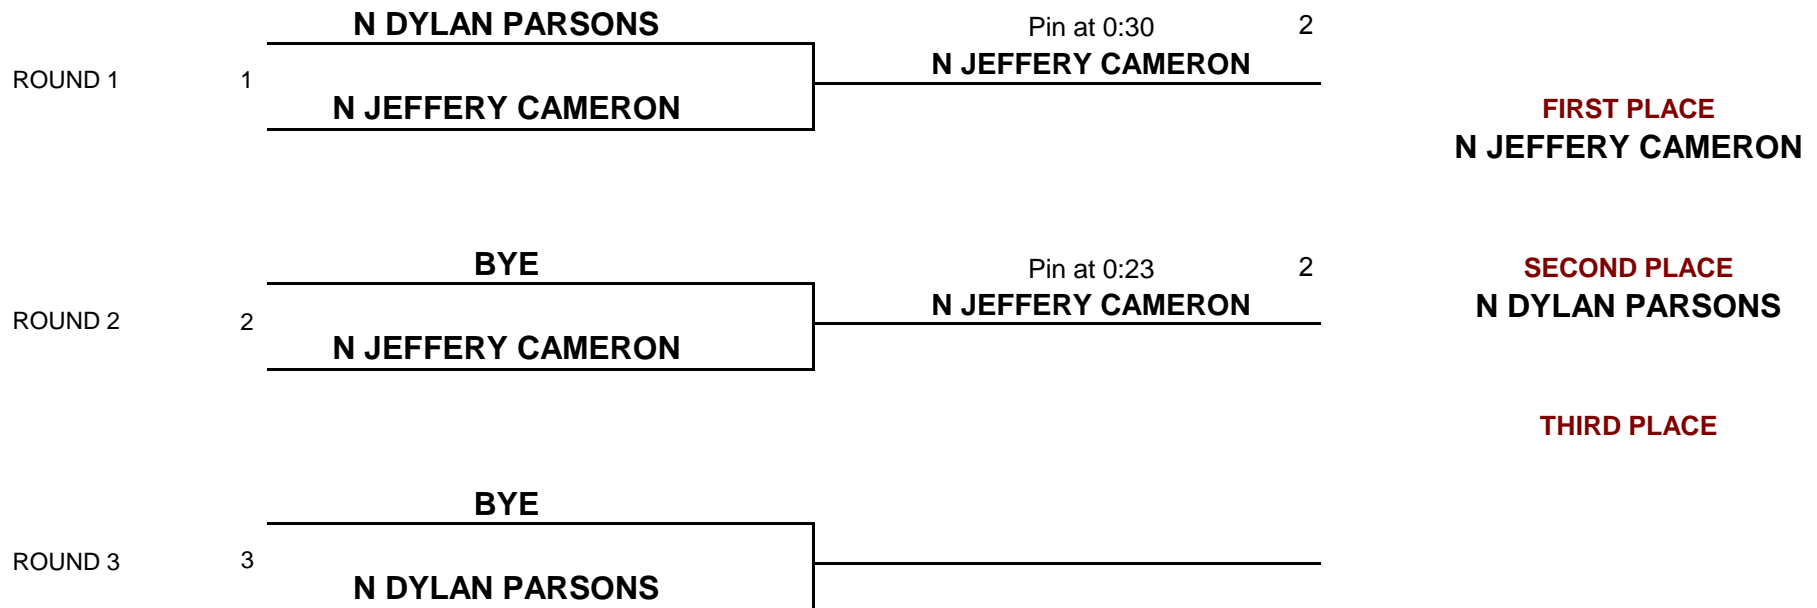 N DYLAN PARSONS
Pin at 0:30 2
ROUND 1 1
N JEFFERY CAMERON
N JEFFERY CAMERON
FIRST PLACE
N JEFFERY CAMERON
BYE
Pin at 0:23 2
SECOND PLACE
ROUND 2 2
N JEFFERY CAMERON
N DYLAN PARSONS
N JEFFERY CAMERON
THIRD PLACE
BYE
ROUND 3 3
N DYLAN PARSONS